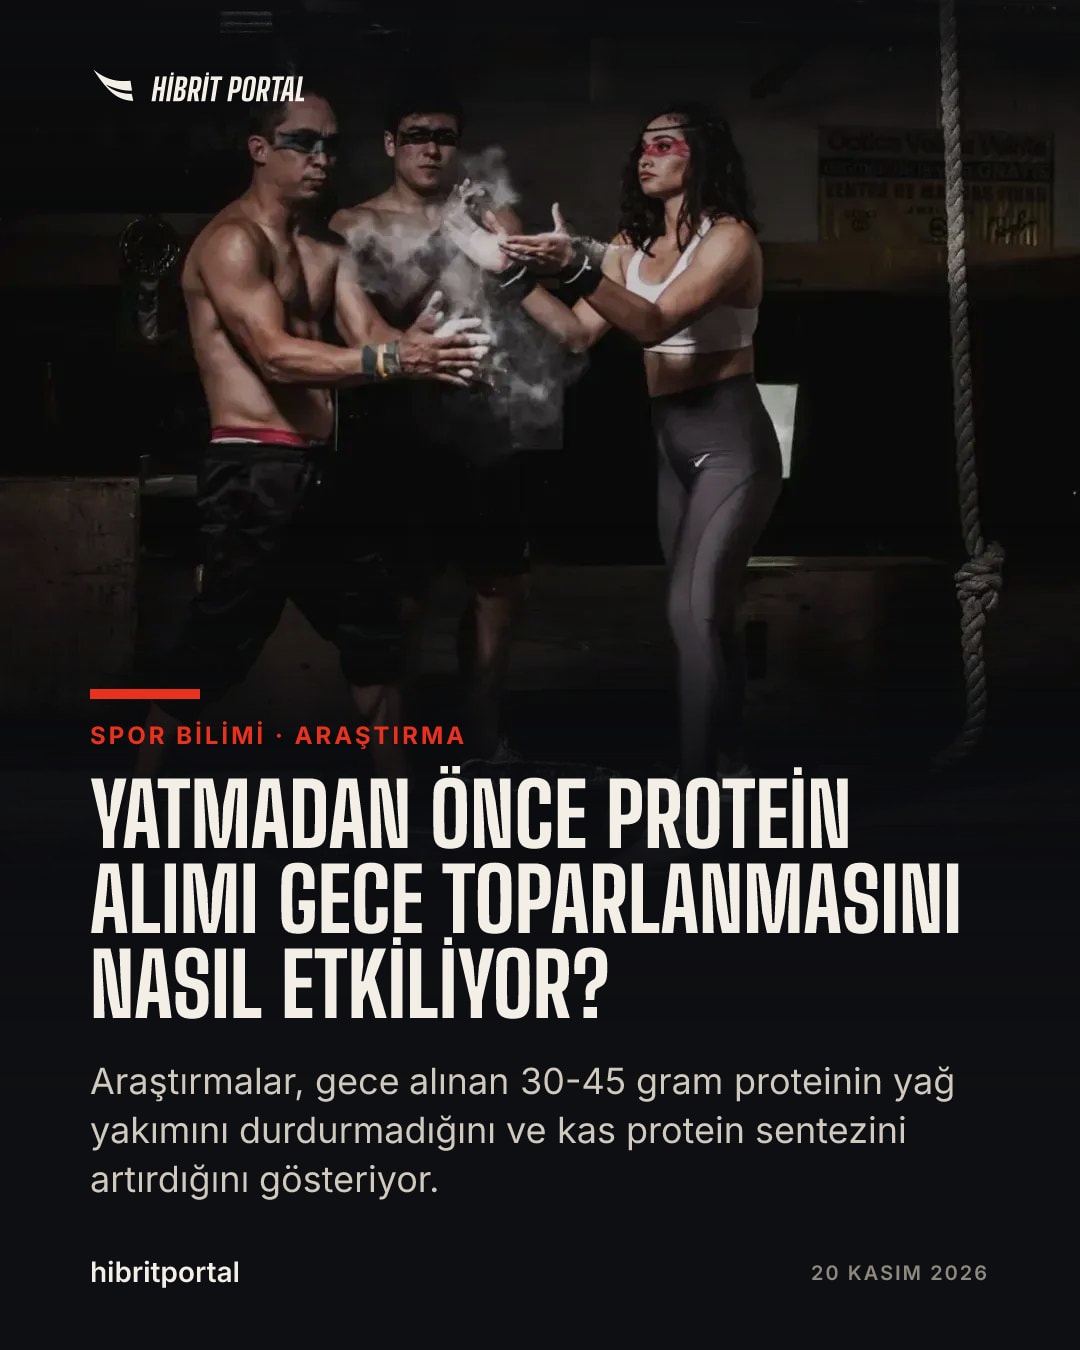 HİBRİT PORTAL
SPOR BİLİMİ · ARAŞTIRMA
YATMADAN ÖNCE PROTEİN
ALIMI GECE TOPARLANMASINI
NASIL ETKİLİYOR?
Araştırmalar, gece alınan 30-45 gram proteinin yağ
yakımını durdurmadığını ve kas protein sentezini
artırdığını gösteriyor.
hibritportal
20 KASIM 2026